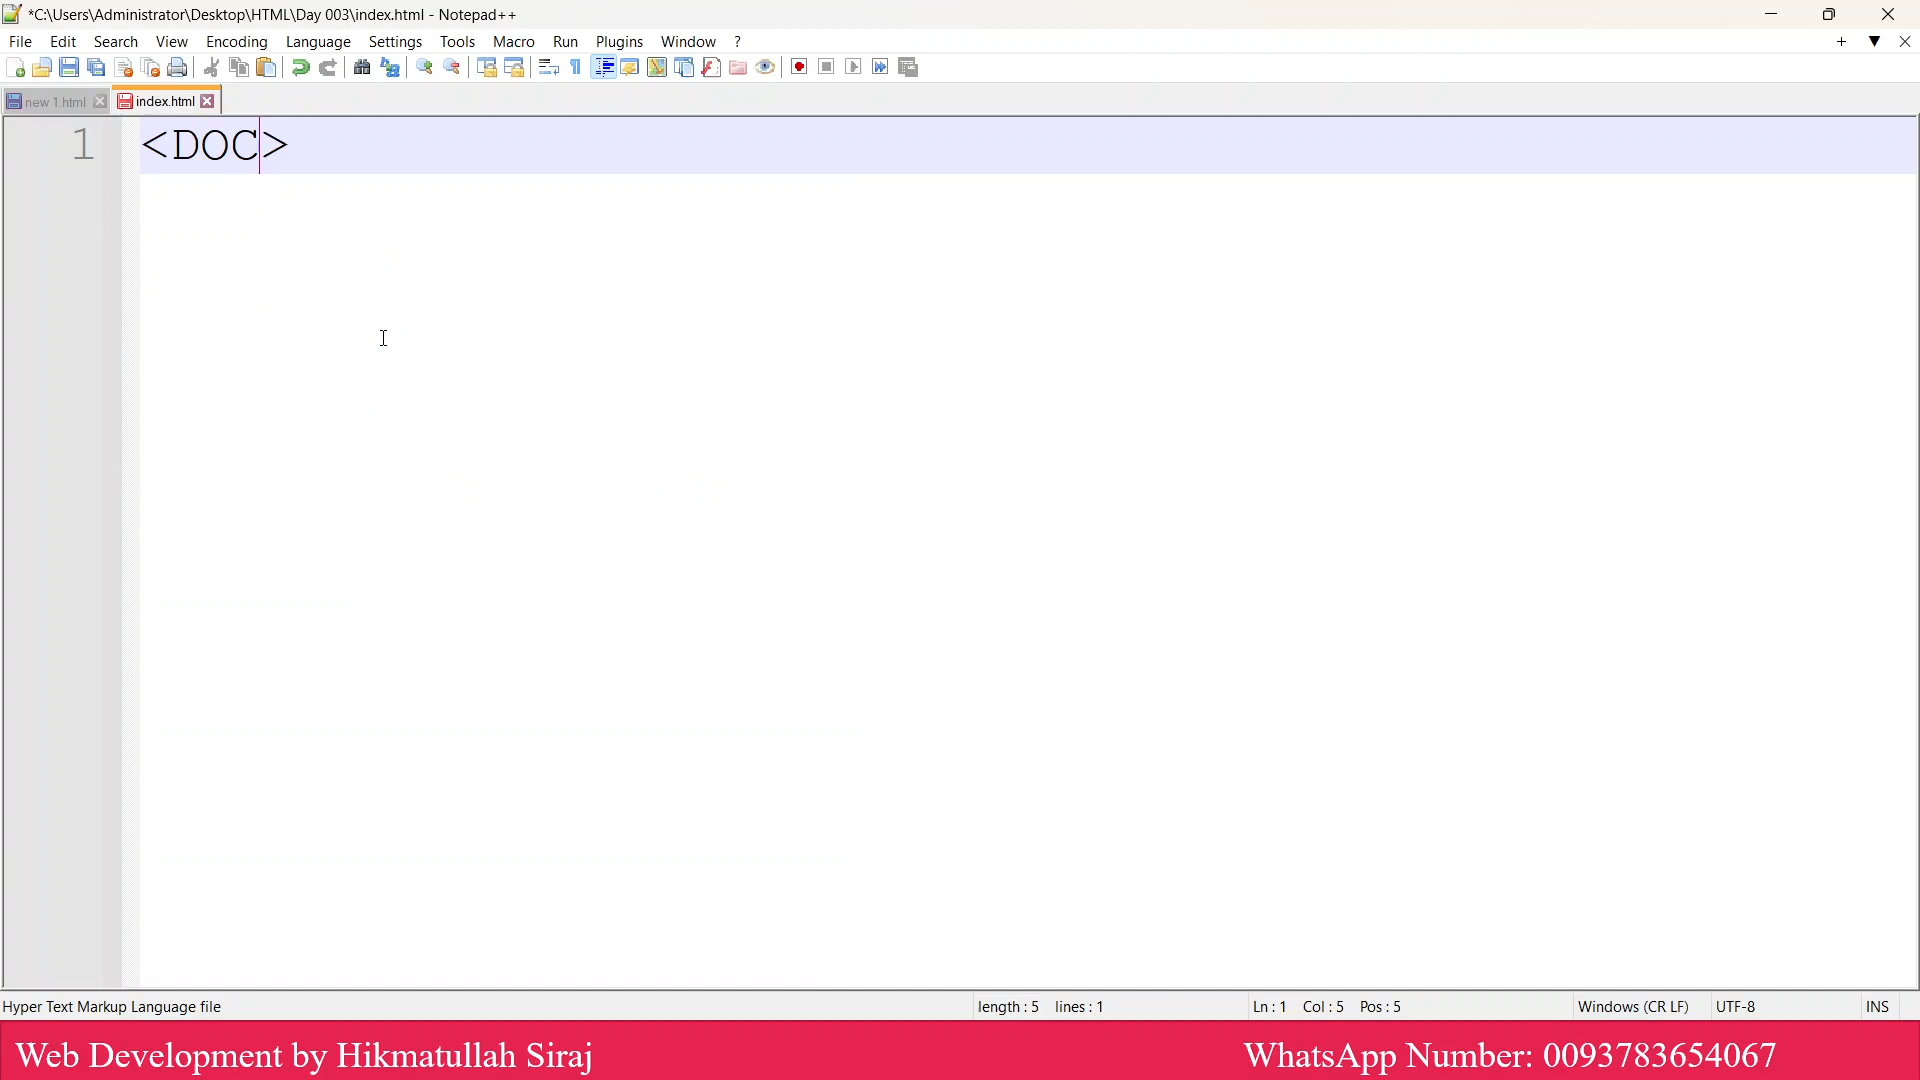 *C:\Users\Administrator\Desktop\HTML\Day 003\index.html - Notepad++
File Edit Search View Encoding Language Settings Tools Macro Run Plugins Window ?
new 1.html index.html
1 <DOC>
Hyper Text Markup Language file length : 5 lines : 1 Ln : 1 Col : 5 Pos : 5 Windows (CR LF) UTF-8 INS
Web Development by Hikmatullah Siraj WhatsApp Number: 0093783654067